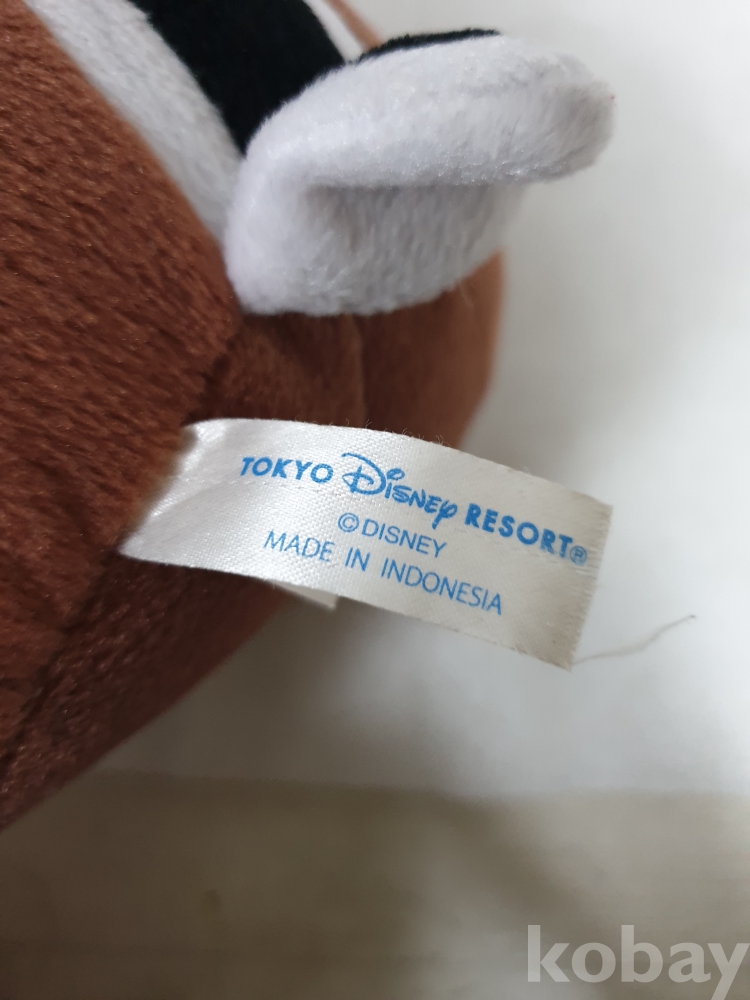 TOKYO DISNEY RESORT®
© DISNEY
MADE IN INDONESIA
kobay